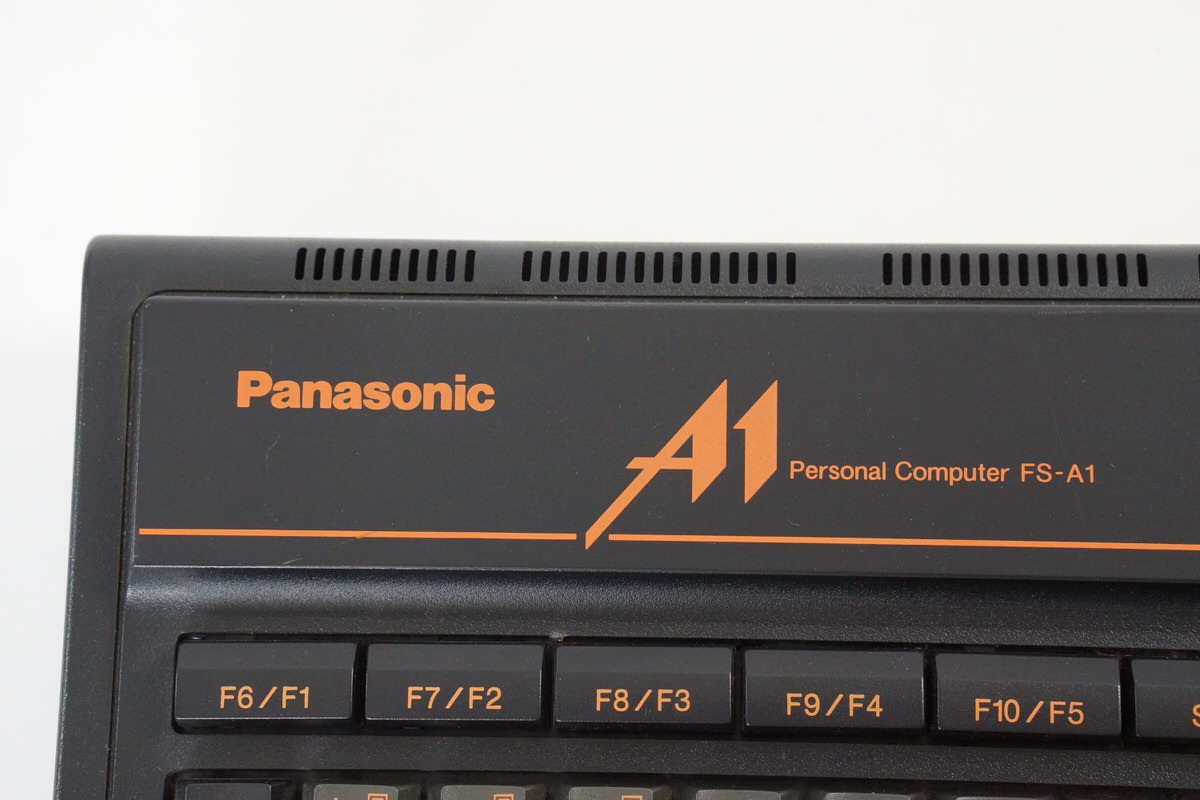 Panasonic
A1
Personal Computer FS-A1
F6/F1
F7/F2
F8/F3
F9/F4
F10/F5